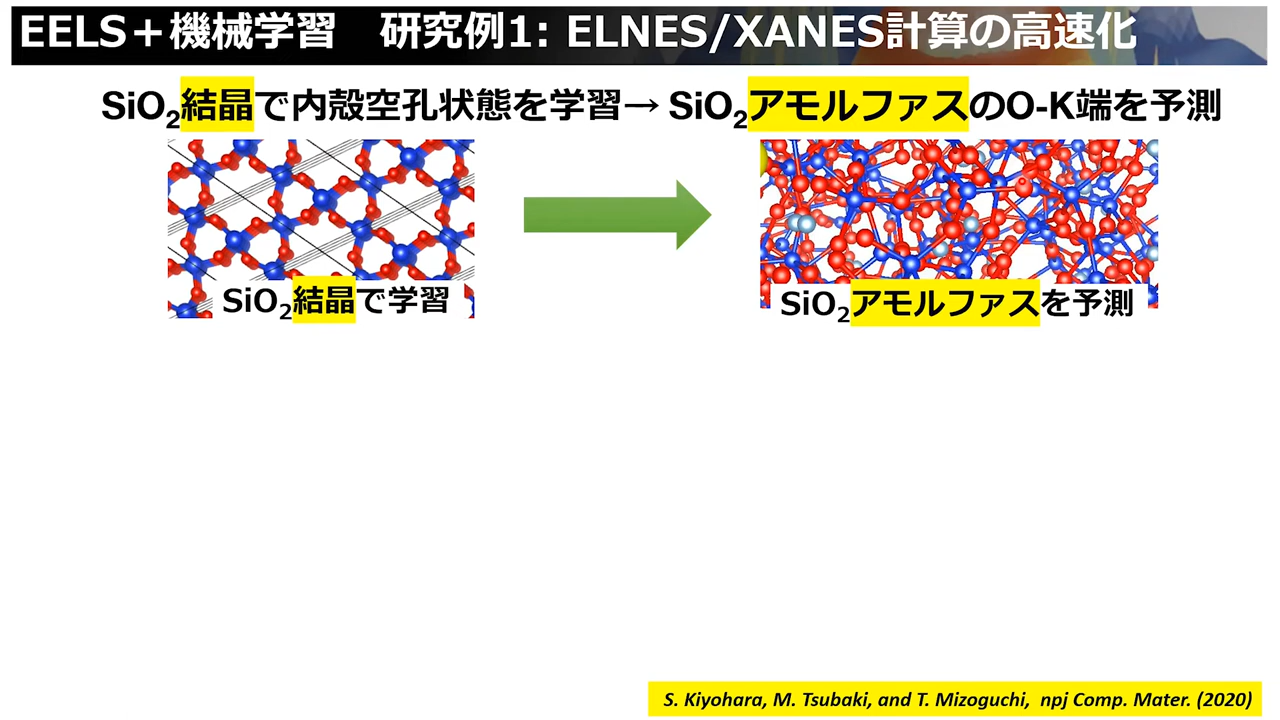 EELS＋機械学習　研究例1: ELNES/XANES計算の高速化
SiO2結晶で内殻空孔状態を学習→ SiO2アモルファスのO-K端を予測
SiO2結晶で学習
SiO2アモルファスを予測
S. Kiyohara, M. Tsubaki, and T. Mizoguchi, npj Comp. Mater. (2020)